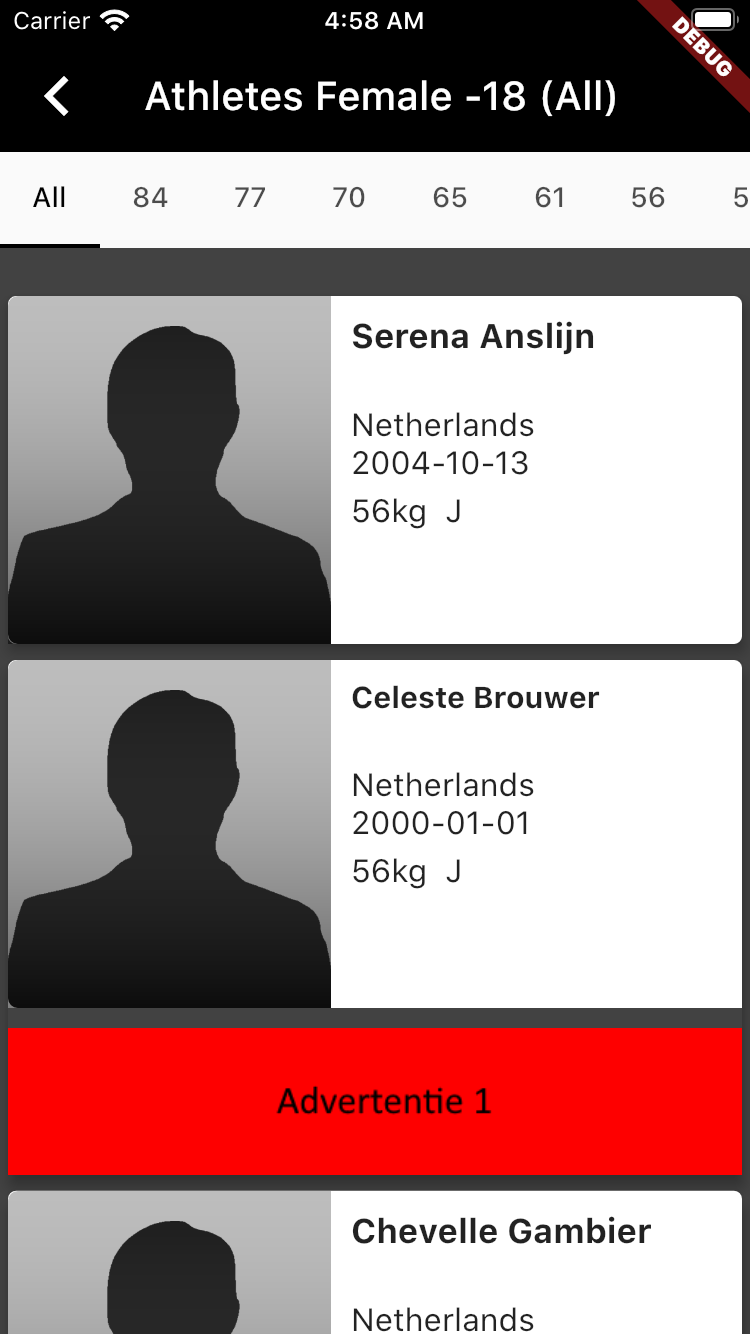 Carrier 4:58 AM
DEBUG
Athletes Female -18 (All)
All 84 77 70 65 61 56 5
Serena Anslijn
Netherlands
2004-10-13
56kg J
Celeste Brouwer
Netherlands
2000-01-01
56kg J
Advertentie 1
Chevelle Gambier
Netherlands